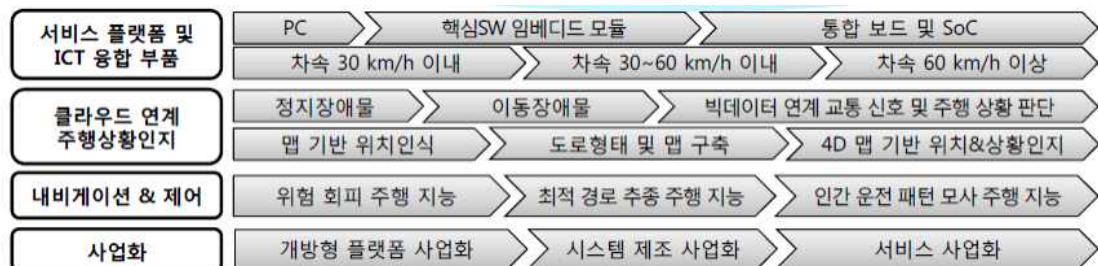 서비스 플랫폼 및
ICT 융합 부품
PC
핵심SW 임베디드 모듈
통합 보드 및 SoC
차속 30 km/h 이내
차속 30~60 km/h 이내
차속 60 km/h 이상
클라우드 연계
주행상황인지
정지장애물
이동장애물
빅데이터 연계 교통 신호 및 주행 상황 판단
맵 기반 위치인식
도로형태 및 맵 구축
4D 맵 기반 위치&상황인지
내비게이션 & 제어
위험 회피 주행 지능
최적 경로 추종 주행 지능
인간 운전 패턴 모사 주행 지능
사업화
개방형 플랫폼 사업화
시스템 제조 사업화
서비스 사업화